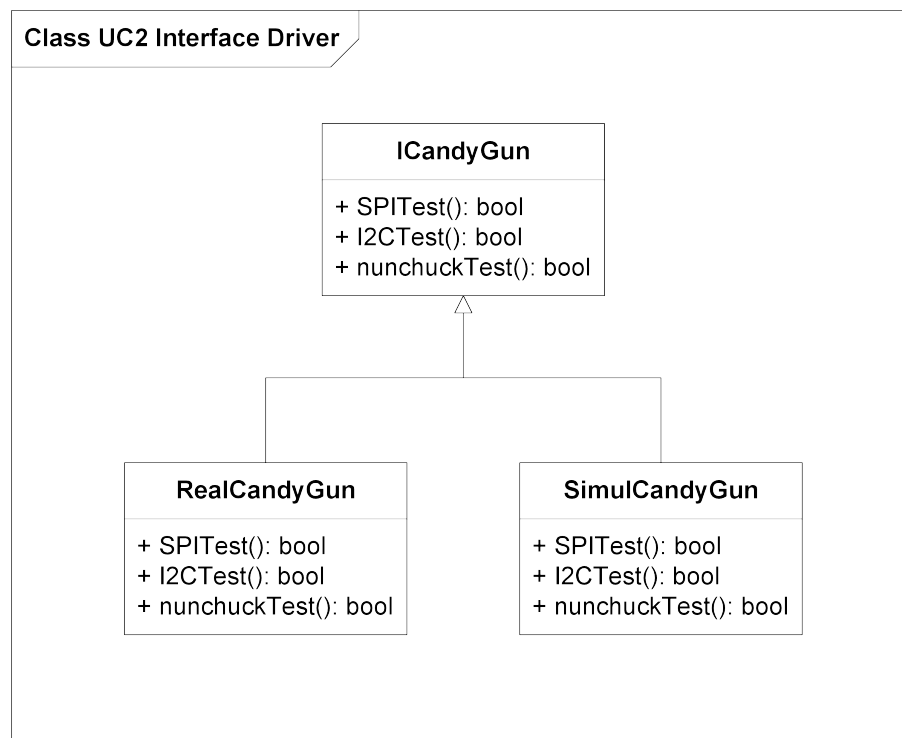 Class UC2 Interface Driver
ICandyGun
+ SPITest(): bool
+ I2CTest(): bool
+ nunchuckTest(): bool
RealCandyGun
+ SPITest(): bool
+ I2CTest(): bool
+ nunchuckTest(): bool
SimulCandyGun
+ SPITest(): bool
+ I2CTest(): bool
+ nunchuckTest(): bool